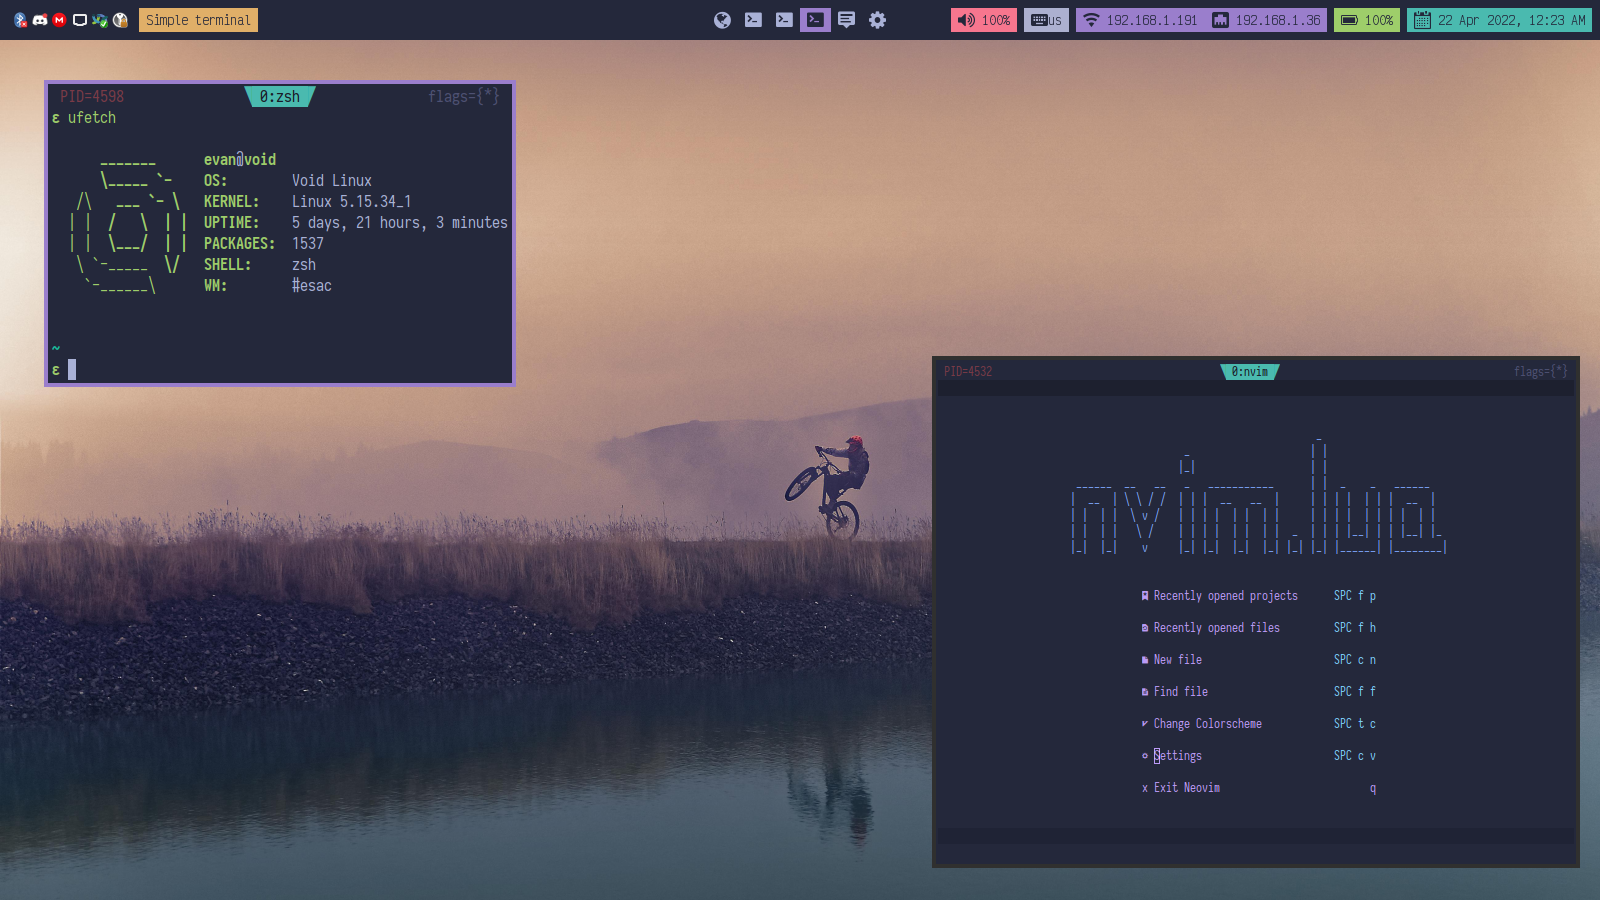 Simple terminal
100%
us
192.168.1.191
192.168.1.36
100%
22 Apr 2022, 12:23 AM
PID=4598
0:zsh
flags={*}
ε ufetch
evan@void
OS: Void Linux
KERNEL: Linux 5.15.34_1
UPTIME: 5 days, 21 hours, 3 minutes
PACKAGES: 1537
SHELL: zsh
WM: #esac
~
ε
PID=4532
0:nvim
flags={*}
nvim.lua
Recently opened projects SPC f p
Recently opened files SPC f h
New file SPC c n
Find file SPC f f
Change Colorscheme SPC t c
Settings SPC c v
x Exit Neovim q